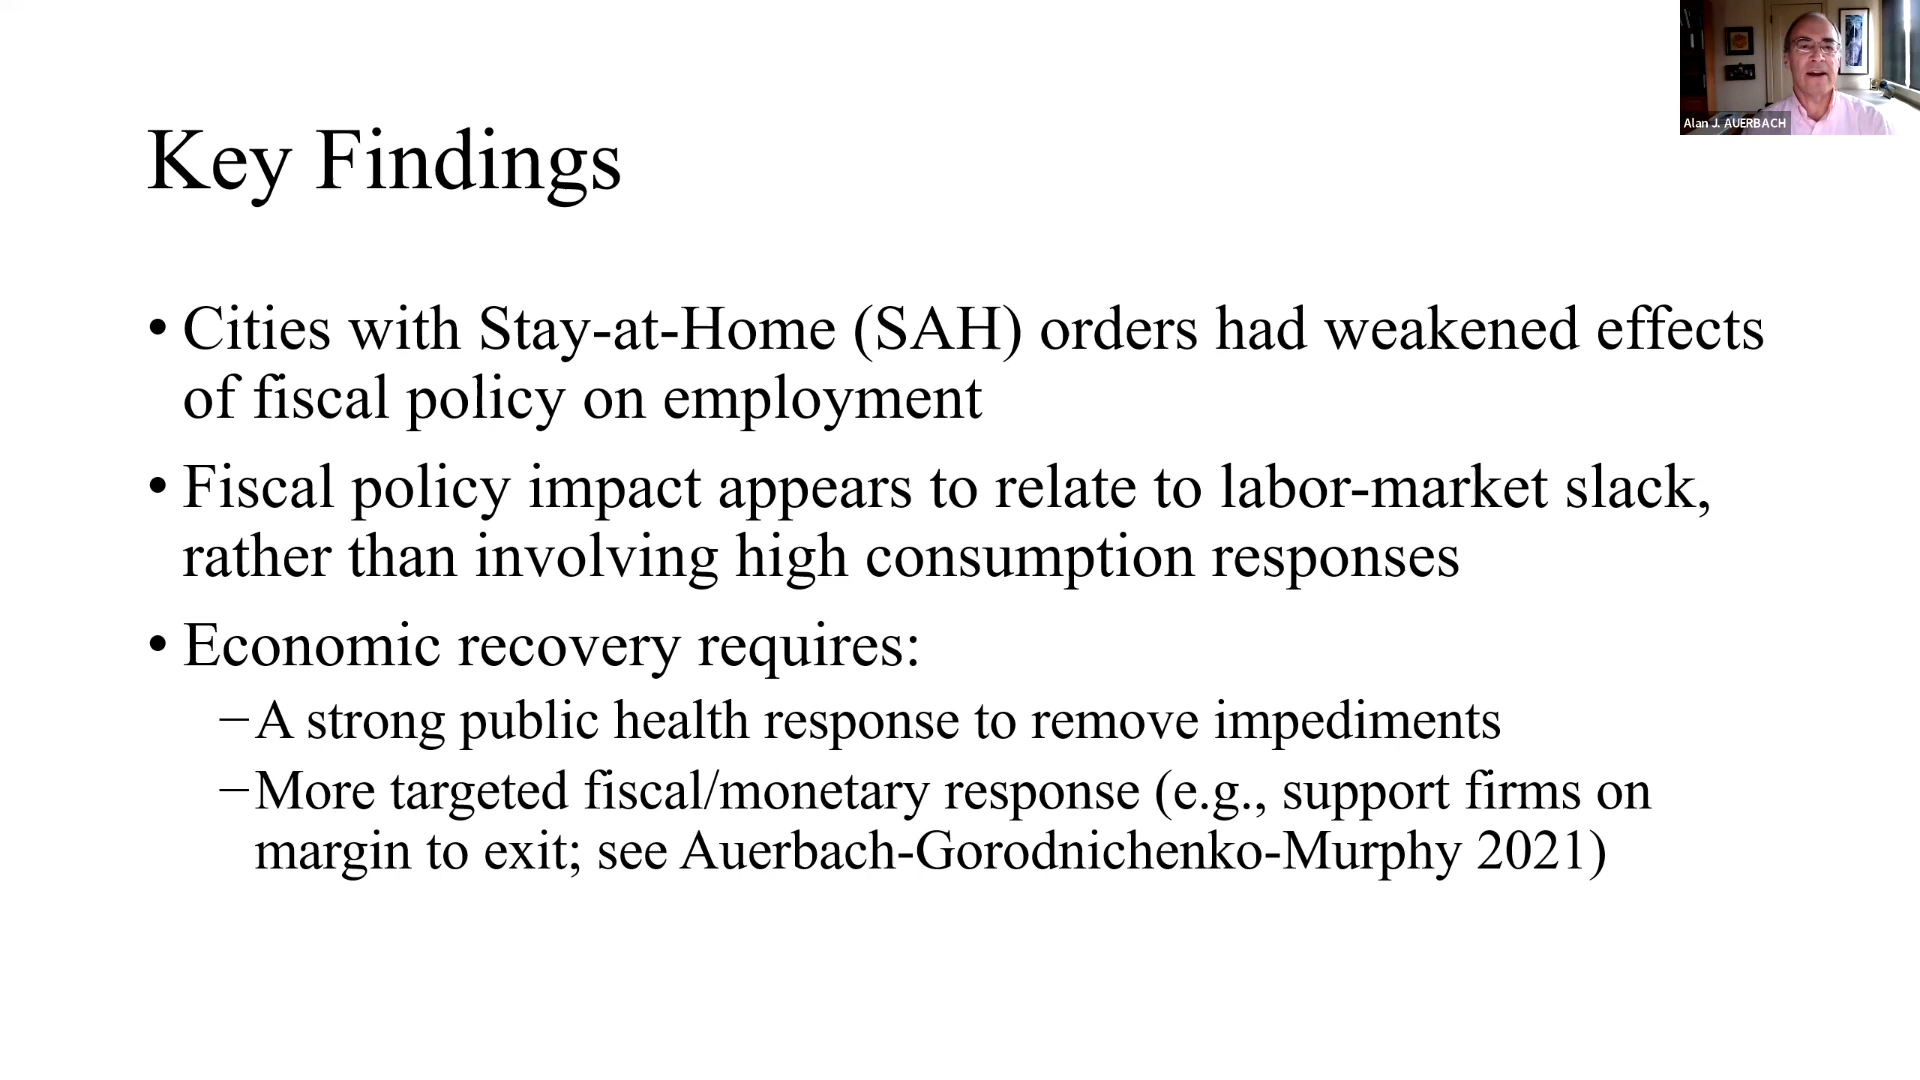 Alan J. AUERBACH
Key Findings
• Cities with Stay-at-Home (SAH) orders had weakened effects
of fiscal policy on employment
• Fiscal policy impact appears to relate to labor-market slack,
rather than involving high consumption responses
• Economic recovery requires:
–A strong public health response to remove impediments
–More targeted fiscal/monetary response (e.g., support firms on
margin to exit; see Auerbach-Gorodnichenko-Murphy 2021)